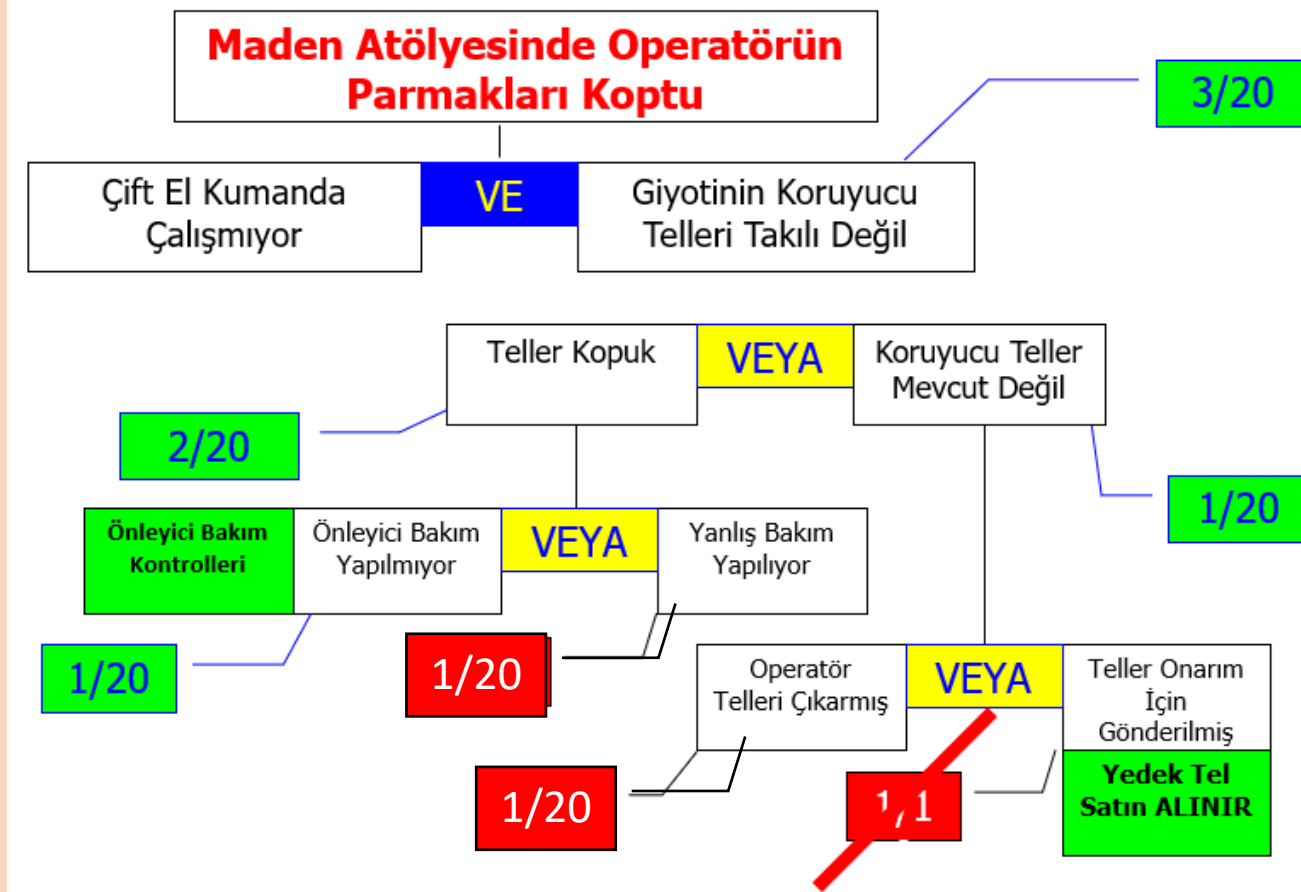 Maden Atölyesinde Operatörün
Parmakları Koptu
3/20
Çift El Kumanda
Çalışmıyor
VE
Giyotinin Koruyucu
Telleri Takılı Değil
Teller Kopuk
VEYA
Koruyucu Teller
Mevcut Değil
2/20
1/20
Önleyici Bakım
Kontrolleri
Önleyici Bakım
Yapılmıyor
VEYA
Yanlış Bakım
Yapılıyor
1/20
1/20
Operatör
Telleri Çıkarmış
VEYA
Teller Onarım
İçin
Gönderilmiş
1/20
1/1
Yedek Tel
Satın ALINIR